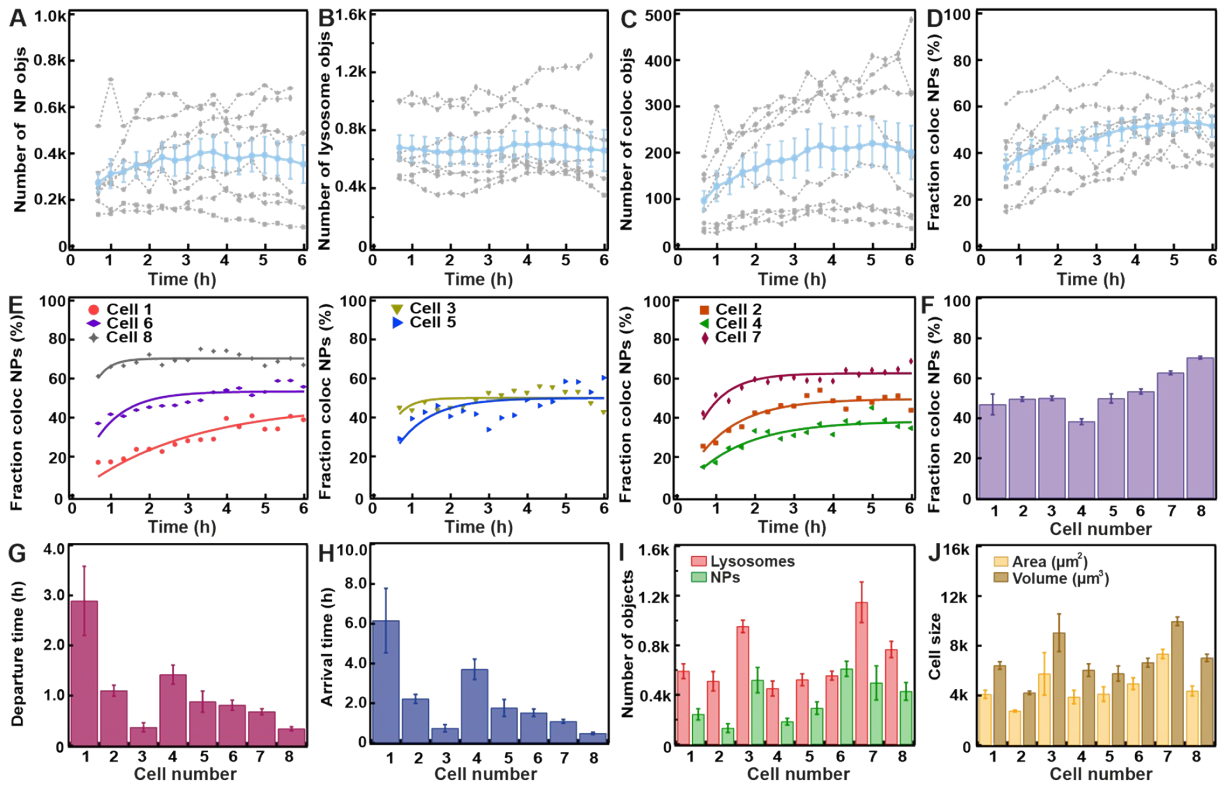 A
Number of NP objs
1.0k
0.8k
0.6k
0.4k
0.2k
0
0 1 2 3 4 5 6
Time (h)
B
Number of lysosome objs
1.6k
1.2k
0.8k
0.4k
0
0 1 2 3 4 5 6
Time (h)
C
Number of coloc objs
500
400
300
200
100
0
0 1 2 3 4 5 6
Time (h)
D
Fraction coloc NPs (%)
100
80
60
40
20
0
0 1 2 3 4 5 6
Time (h)
E
Fraction coloc NPs (%)
100
80
60
40
20
0
Cell 1
Cell 6
Cell 8
0 1 2 3 4 5 6
Time (h)
Fraction coloc NPs (%)
100
80
60
40
20
0
Cell 3
Cell 5
0 1 2 3 4 5 6
Time (h)
Fraction coloc NPs (%)
100
80
60
40
20
0
Cell 2
Cell 4
Cell 7
0 1 2 3 4 5 6
Time (h)
F
Fraction coloc NPs (%)
100
80
60
40
20
0
1 2 3 4 5 6 7 8
Cell number
G
Departure time (h)
4.0
3.0
2.0
1.0
0
1 2 3 4 5 6 7 8
Cell number
H
Arrival time (h)
10.0
8.0
6.0
4.0
2.0
0
1 2 3 4 5 6 7 8
Cell number
I
Number of objects
1.6k
1.2k
0.8k
0.4k
0
Lysosomes
NPs
1 2 3 4 5 6 7 8
Cell number
J
Cell size
16k
12k
8k
4k
0
Area (μm²)
Volume (μm³)
1 2 3 4 5 6 7 8
Cell number